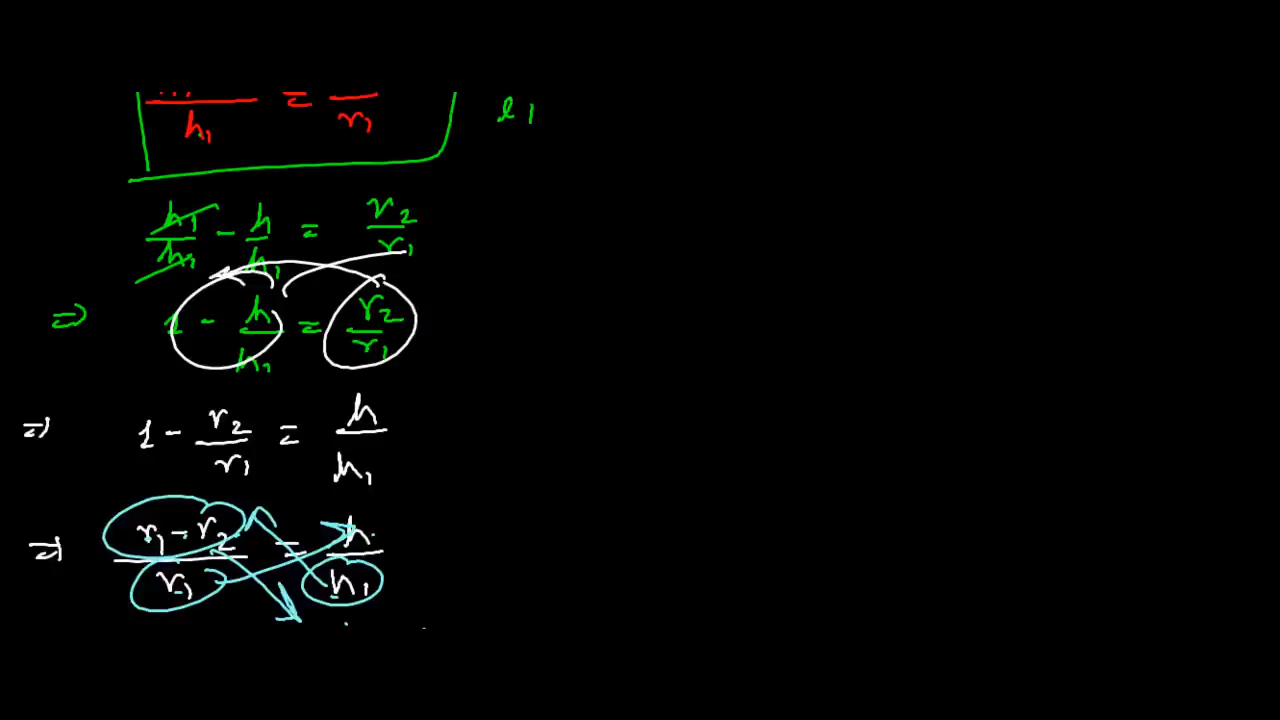 h₁ = r₁ l 1
h₁/h₁ - h/h₁ = r₂/r₁
⇒ 1 - h/h₁ = r₂/r₁
⇒ 1 - r₂/r₁ = h/h₁
⇒ r₁ - r₂/r₁ = h/h₁